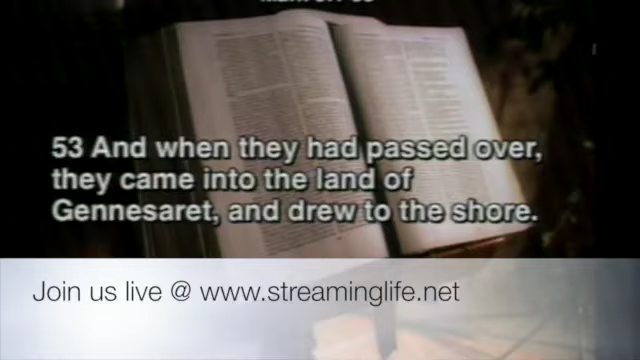 53 And when they had passed over,
they came into the land of
Gennesaret, and drew to the shore.
Join us live @ www.streaminglife.net